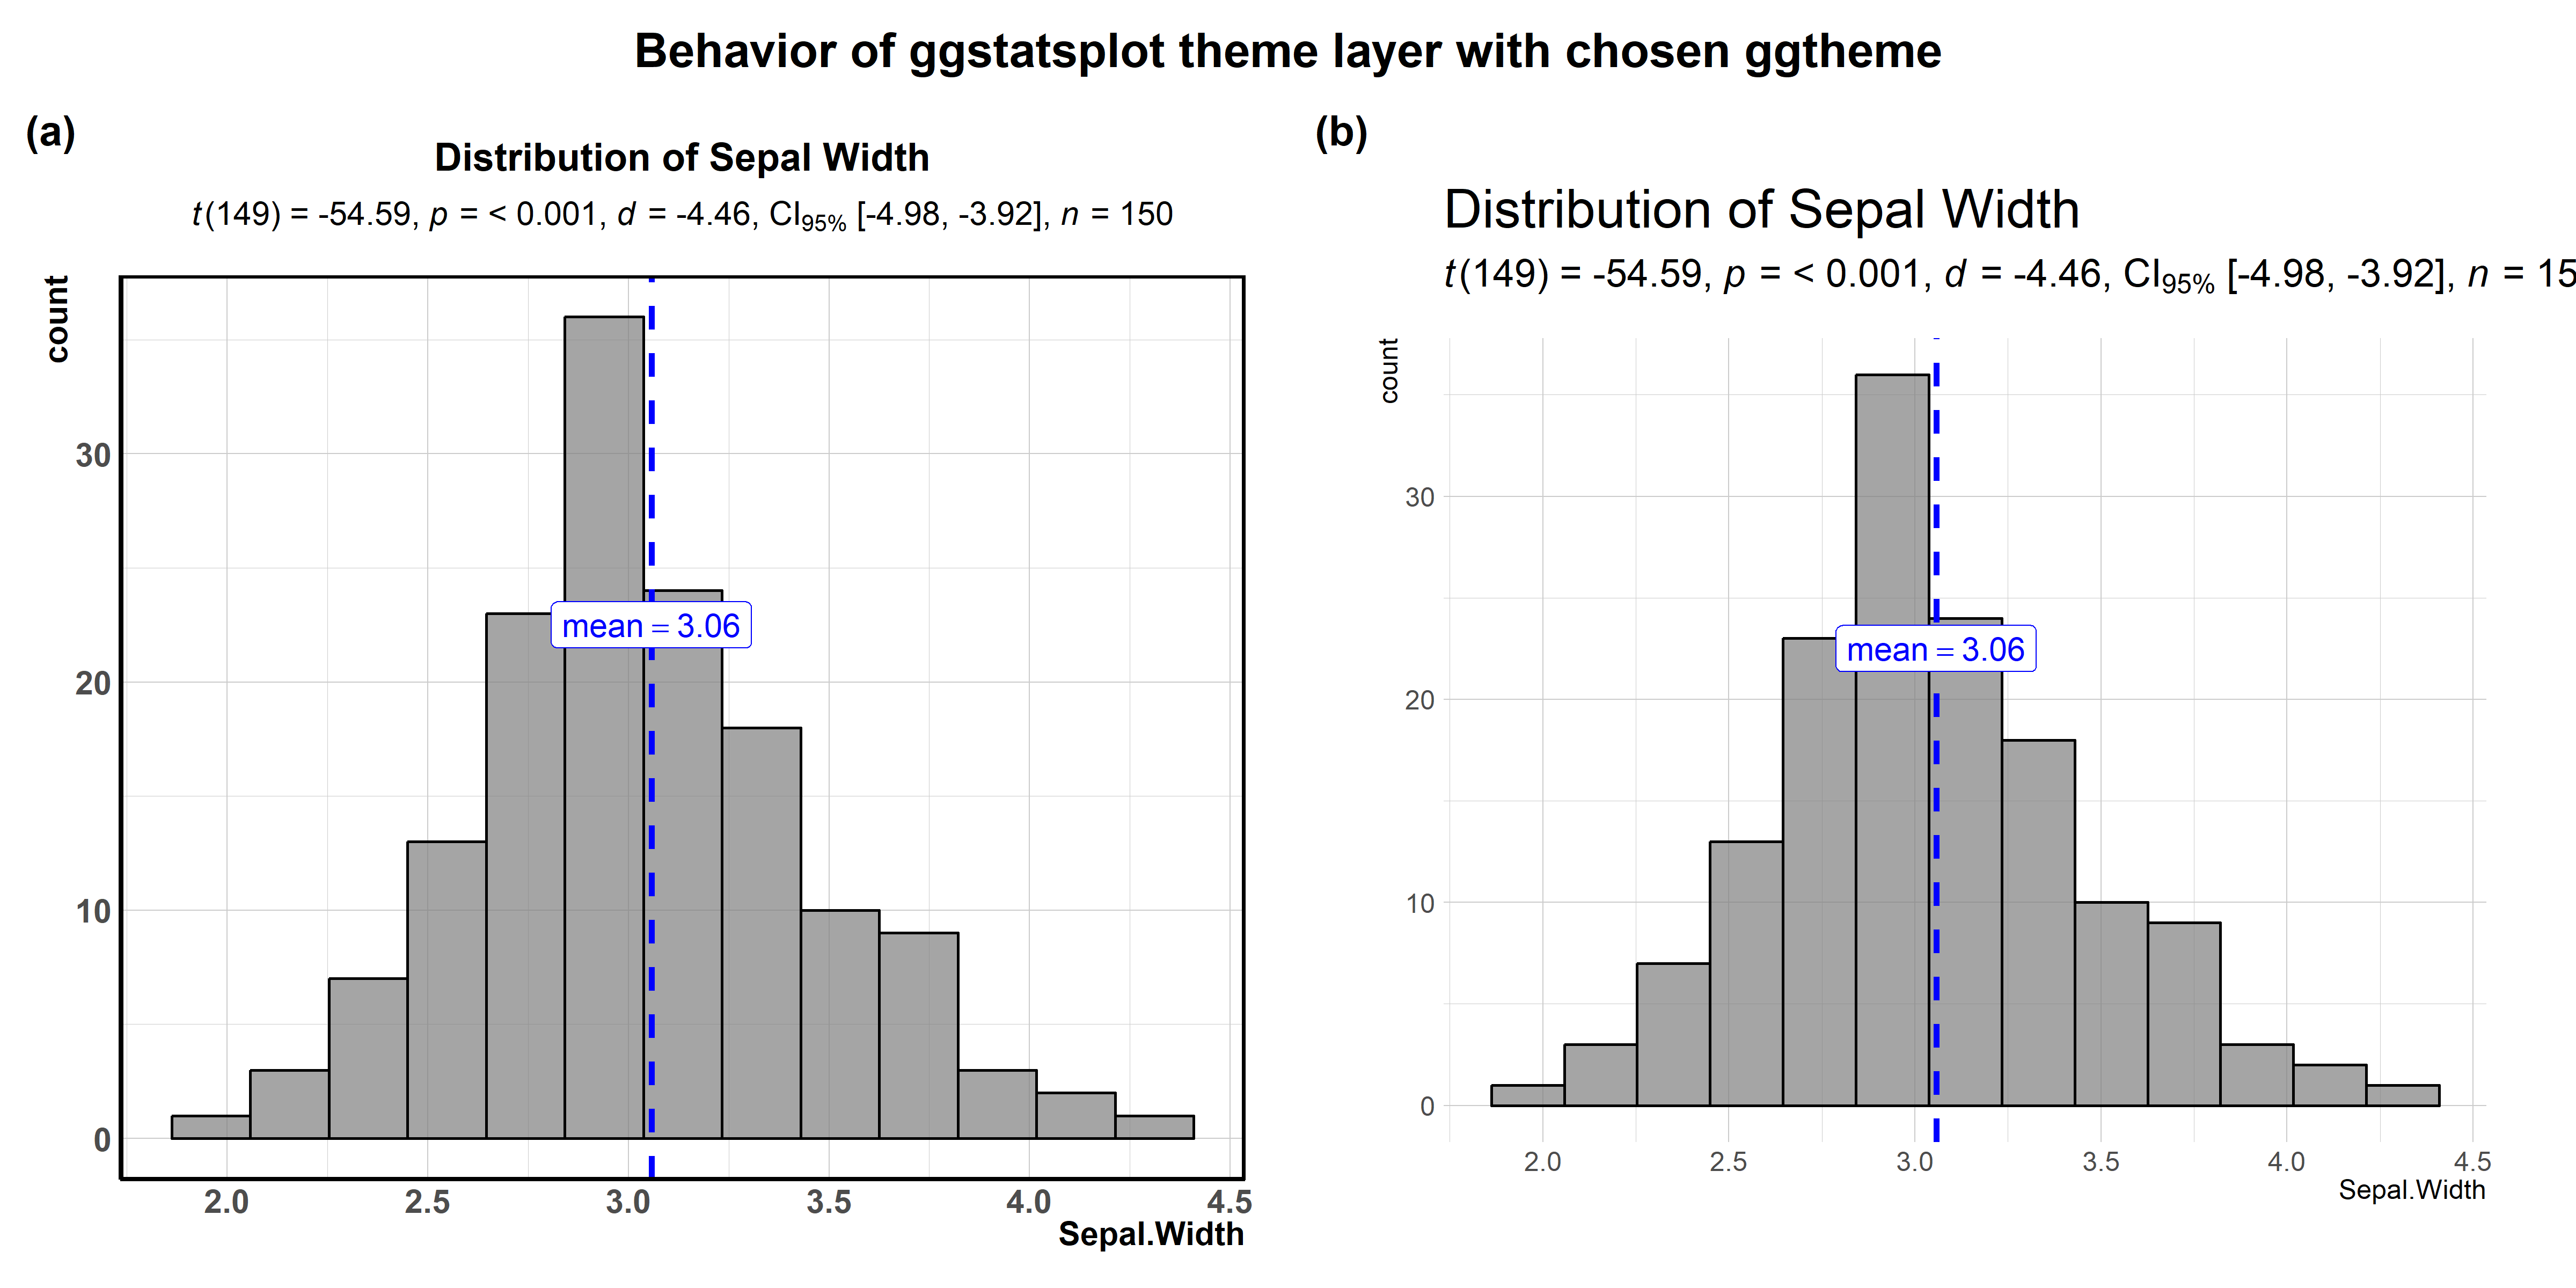 Behavior of ggstatsplot theme layer with chosen ggtheme
(a)
Distribution of Sepal Width
t(149) = -54.59, p = < 0.001, d = -4.46, CI95% [-4.98, -3.92], n = 150
count
30
20
10
0
mean = 3.06
2.0 2.5 3.0 3.5 4.0 4.5
Sepal.Width
(b)
Distribution of Sepal Width
t(149) = -54.59, p = < 0.001, d = -4.46, CI95% [-4.98, -3.92], n = 15
count
30
20
10
0
mean = 3.06
2.0 2.5 3.0 3.5 4.0 4.5
Sepal.Width